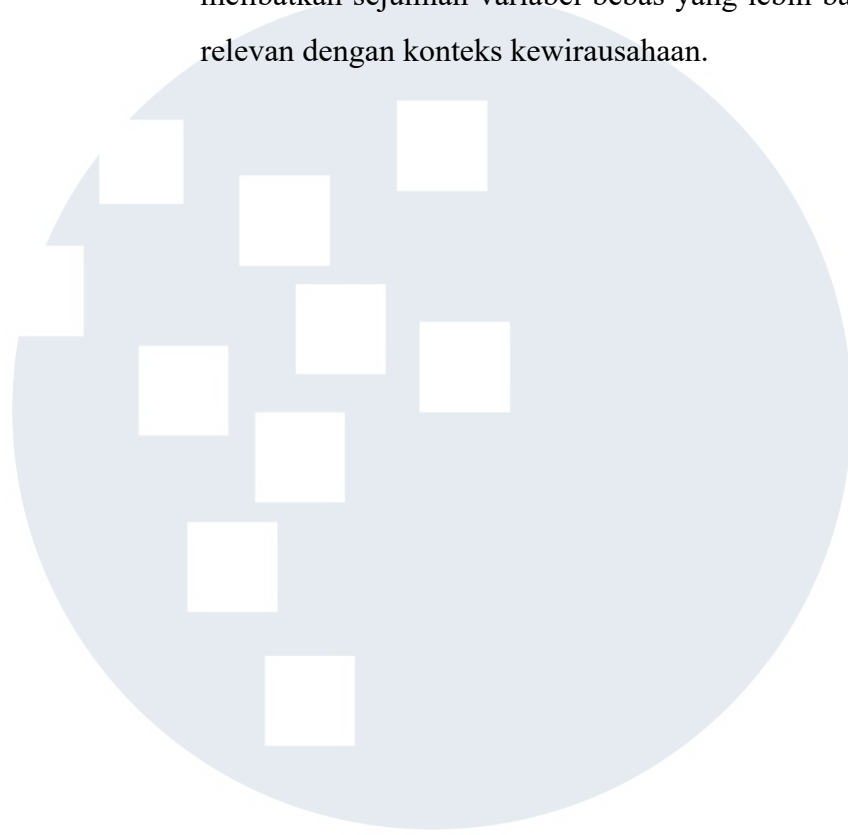 melibatkan sejumlah variabel bebas yang lebih
relevan dengan konteks kewirausahaan.